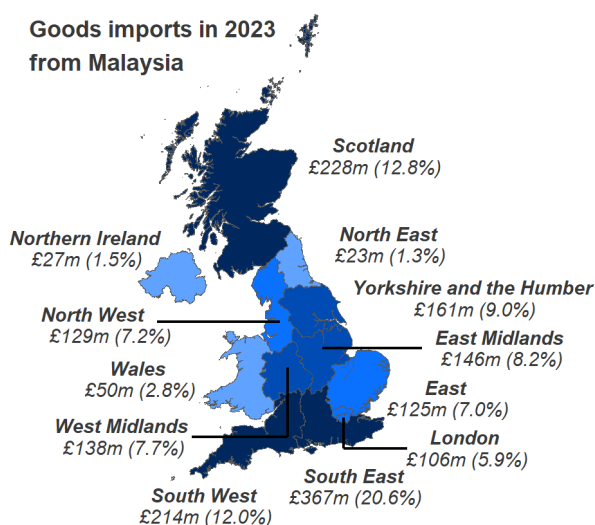 Goods imports in 2023
from Malaysia
Scotland
£228m (12.8%)
Northern Ireland
£27m (1.5%)
North East
£23m (1.3%)
Yorkshire and the Humber
£161m (9.0%)
North West
£129m (7.2%)
East Midlands
£146m (8.2%)
Wales
£50m (2.8%)
East
£125m (7.0%)
West Midlands
£138m (7.7%)
London
£106m (5.9%)
South East
£367m (20.6%)
South West
£214m (12.0%)